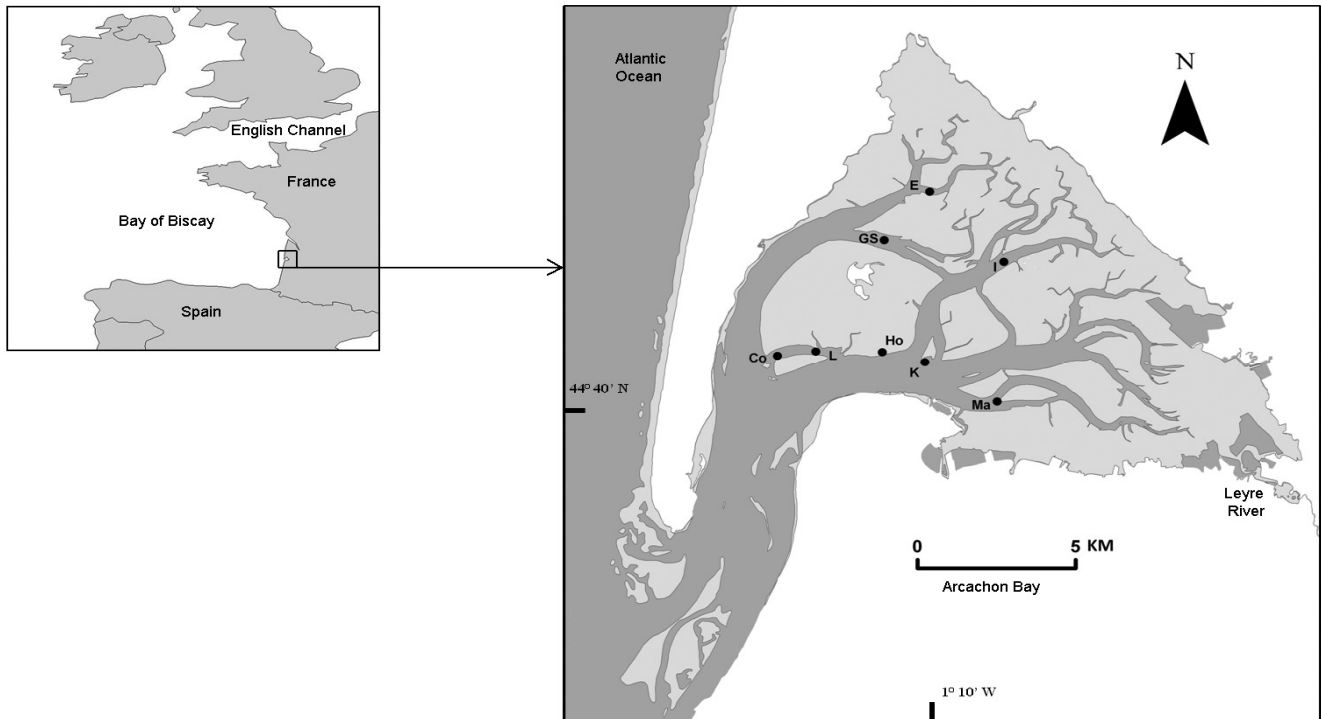 English Channel
France
Bay of Biscay
Spain
Atlantic
Ocean
N
E
GS
I
Co
L
Ho
K
44° 40' N
Ma
Leyre
River
0 5 KM
Arcachon Bay
1° 10' W